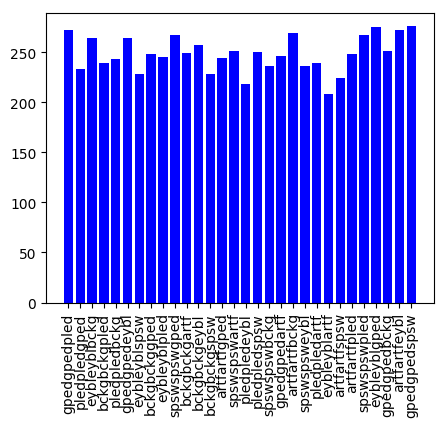 250
200
150
100
50
0
gpedgpedpled
pledpledgped
eybleyblbckg
bckgbckgpled
pledpledbckg
gpedgpedeybl
eybleyblspsw
bckgbckggped
eybleyblpled
spswspswgped
bckgbckgartf
bckgbckgeybl
bckgbckgspsw
artfartfgped
spswspswartf
pledpledeybl
pledpledspsw
spswspswbckg
gpedgpedartf
artfartfbckg
spswspsweybl
pledpledartf
eybleyblartf
artfartfspsw
artfartfpled
spswspswpled
eybleyblgped
gpedgpedbckg
artfartfeybl
gpedgpedspsw